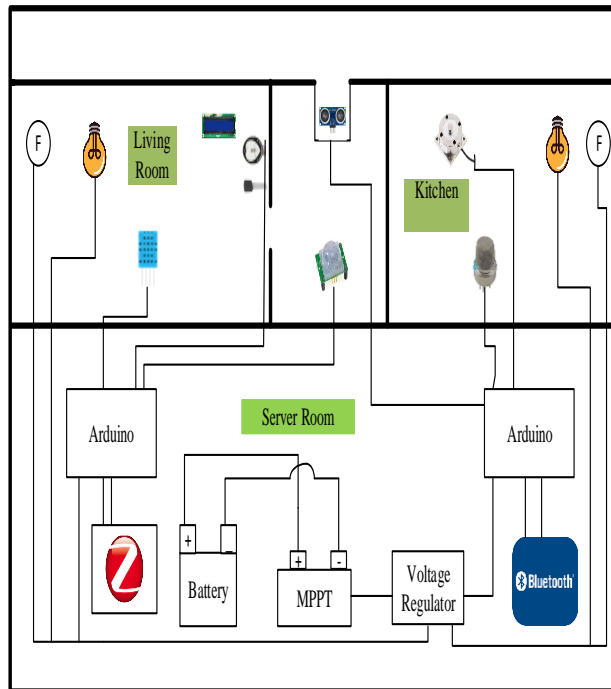 F
Living
Room
Kitchen
F
Server Room
Arduino
Arduino
+
-
Battery
+
-
MPPT
Voltage
Regulator
Z
Bluetooth